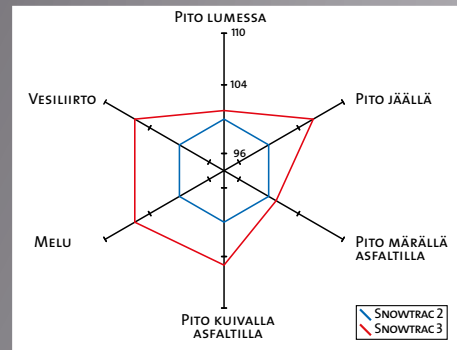 PITO LUMESSA
110
104
VESILIIRTO
PITO JÄÄLLÄ
96
MELU
PITO MÄRÄLLÄ
ASFALTILLA
PITO KUIVALLA
ASFALTILLA
SNOWTRAC 2
SNOWTRAC 3